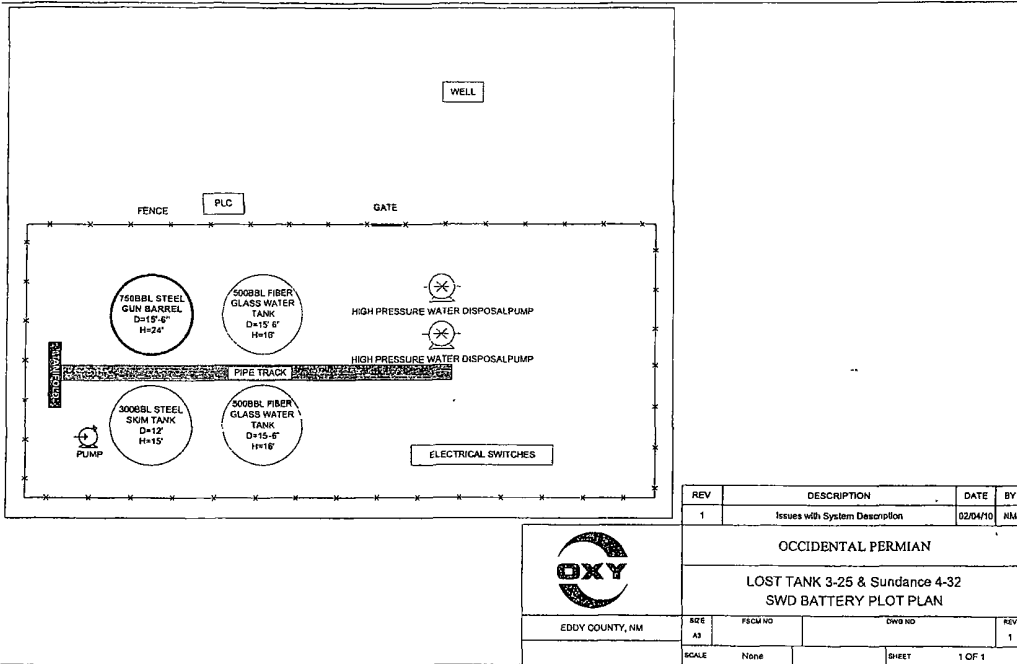 WELL
PLC
FENCE
GATE
750BBL STEEL
GUN BARREL
D=15'-6"
H=24'
500BBL FIBER
GLASS WATER
TANK
D=15' 6"
H=16'
HIGH PRESSURE WATER DISPOSALPUMP
HIGH PRESSURE WATER DISPOSALPUMP
MANIFOLD
PIPE TRACK
300BBL STEEL
SKIM TANK
D=12'
H=15'
500BBL FIBER
GLASS WATER
TANK
D=15-6"
H=16'
PUMP
ELECTRICAL SWITCHES
REV DESCRIPTION DATE BY
1 Issues with System Description 02/04/10 NM
OXY
OCCIDENTAL PERMIAN
LOST TANK 3-25 & Sundance 4-32
SWD BATTERY PLOT PLAN
EDDY COUNTY, NM
SIZE FSCM NO DWG NO REV
A3 1
SCALE None SHEET 1 OF 1